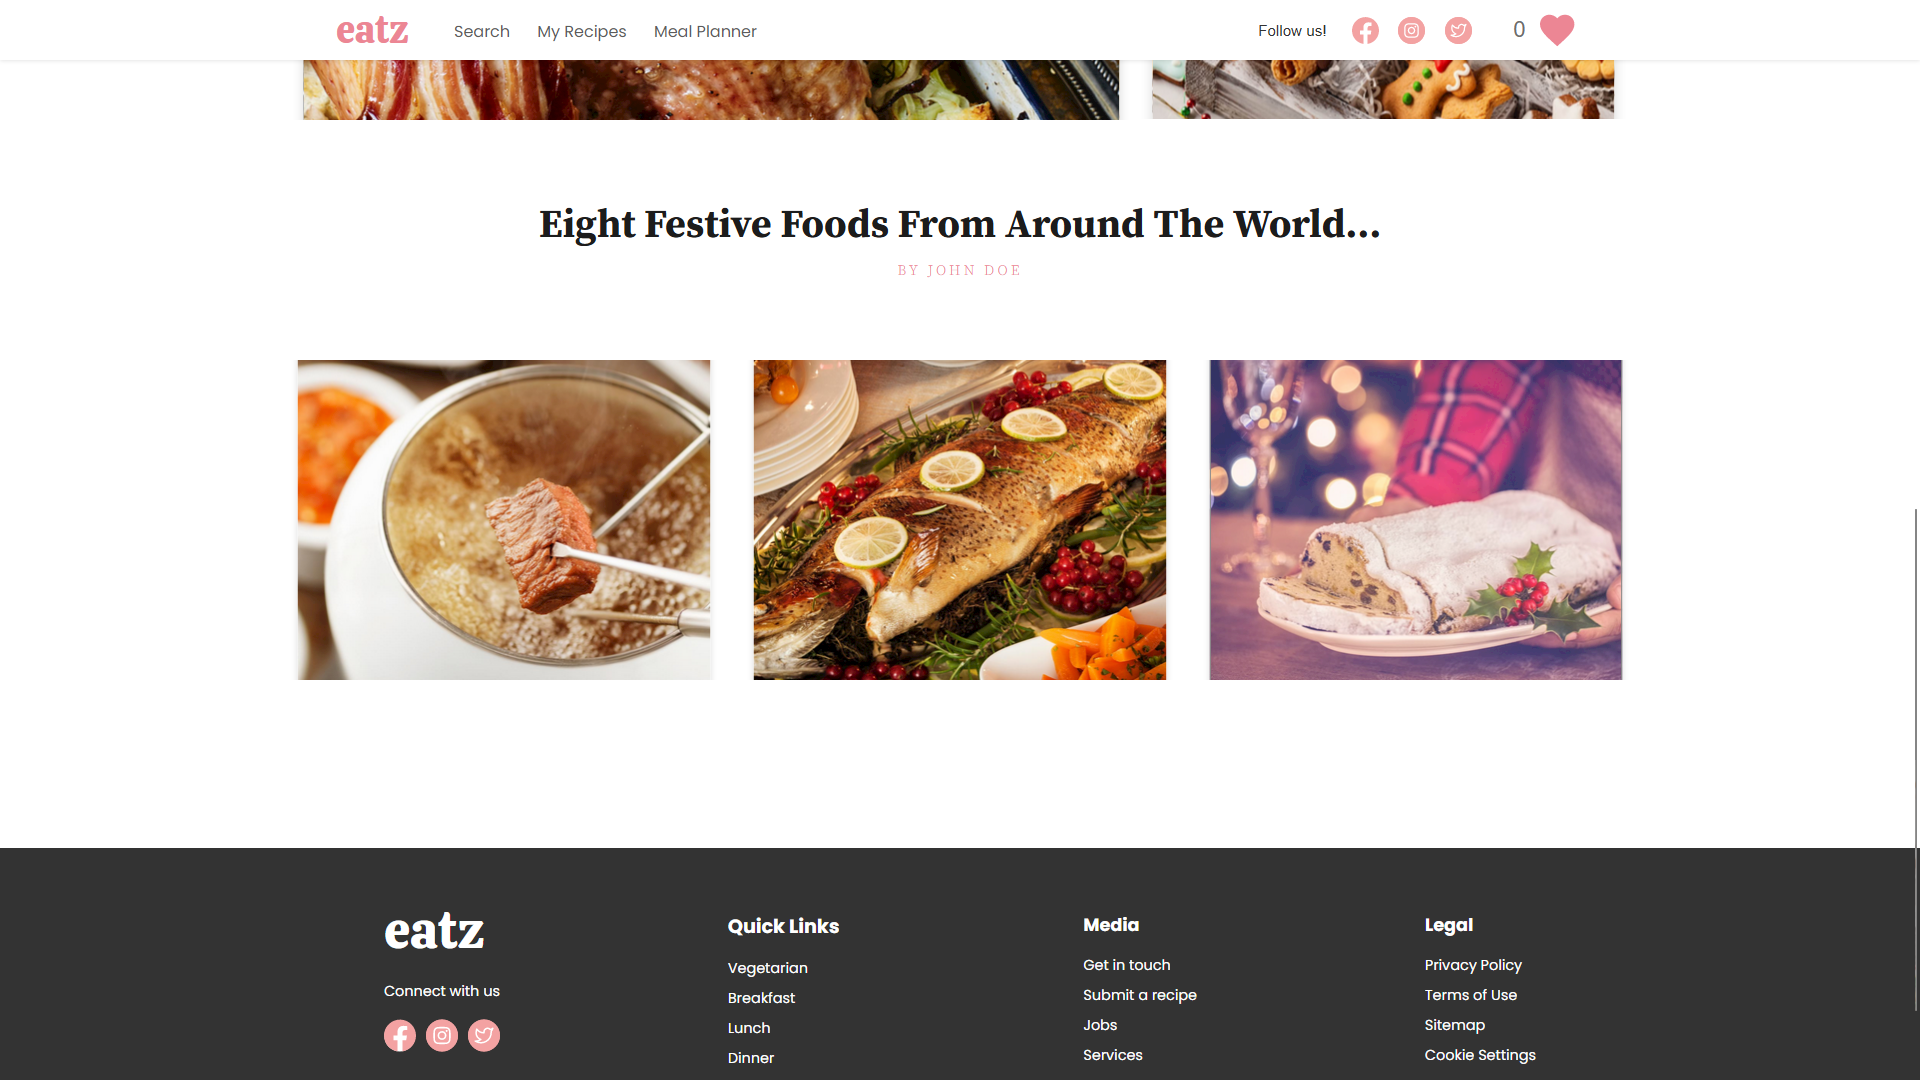 eatz
Search
My Recipes
Meal Planner
Follow us!
0
Eight Festive Foods From Around The World...
BY JOHN DOE
eatz
Connect with us
Quick Links
Vegetarian
Breakfast
Lunch
Dinner
Media
Get in touch
Submit a recipe
Jobs
Services
Legal
Privacy Policy
Terms of Use
Sitemap
Cookie Settings